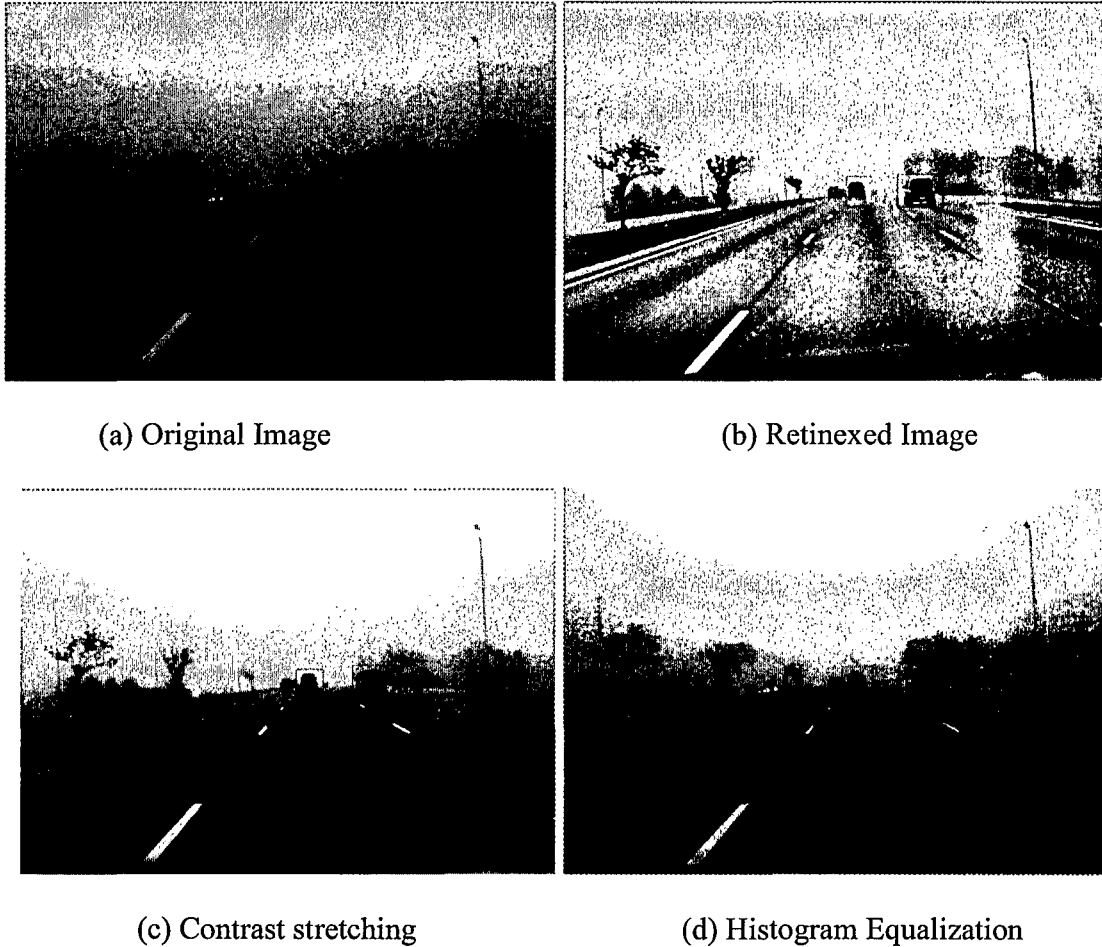 (a) Original Image
(b) Retinexed Image
(c) Contrast stretching
(d) Histogram Equalization